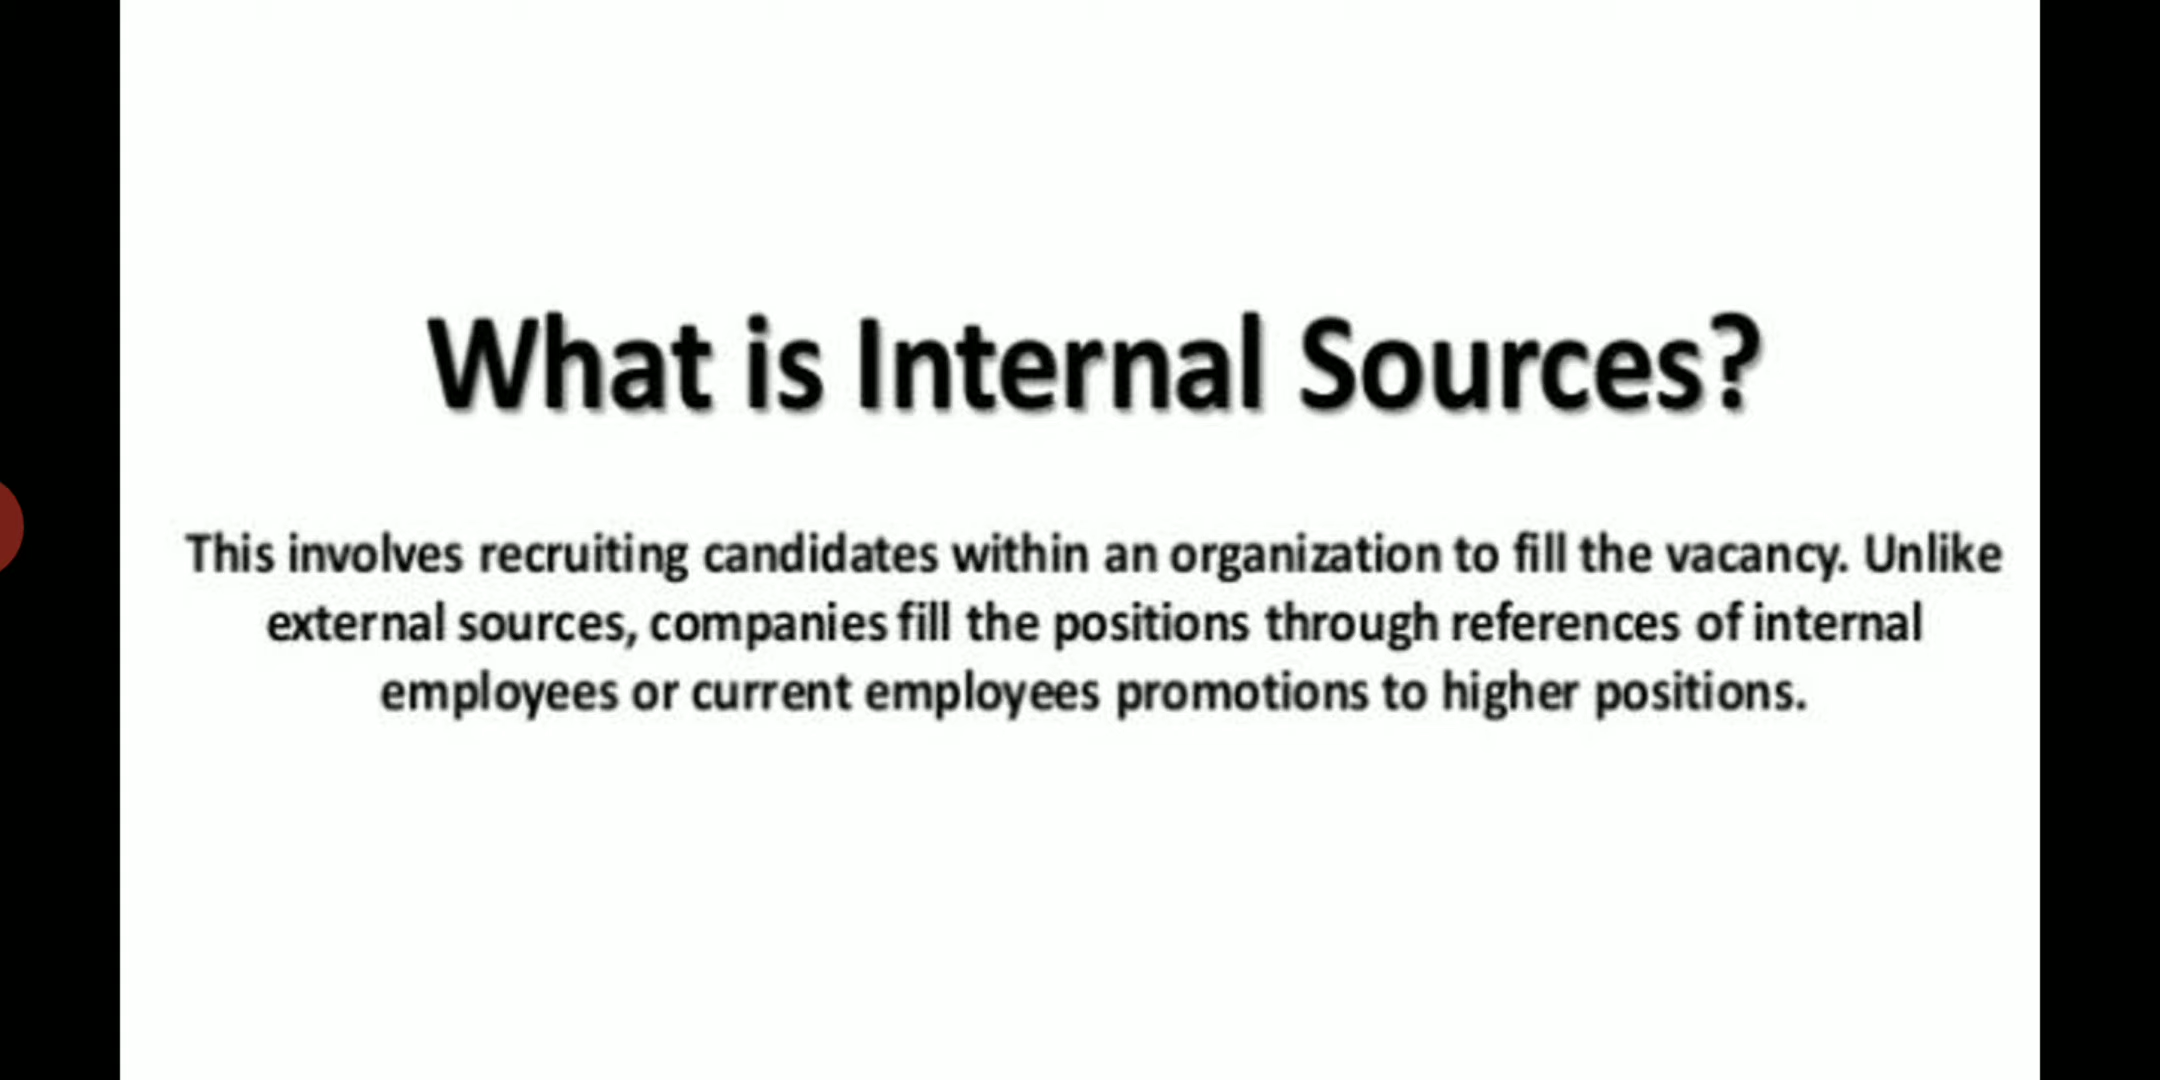 What is Internal Sources?
This involves recruiting candidates within an organization to fill the vacancy. Unlike
external sources, companies fill the positions through references of internal
employees or current employees promotions to higher positions.